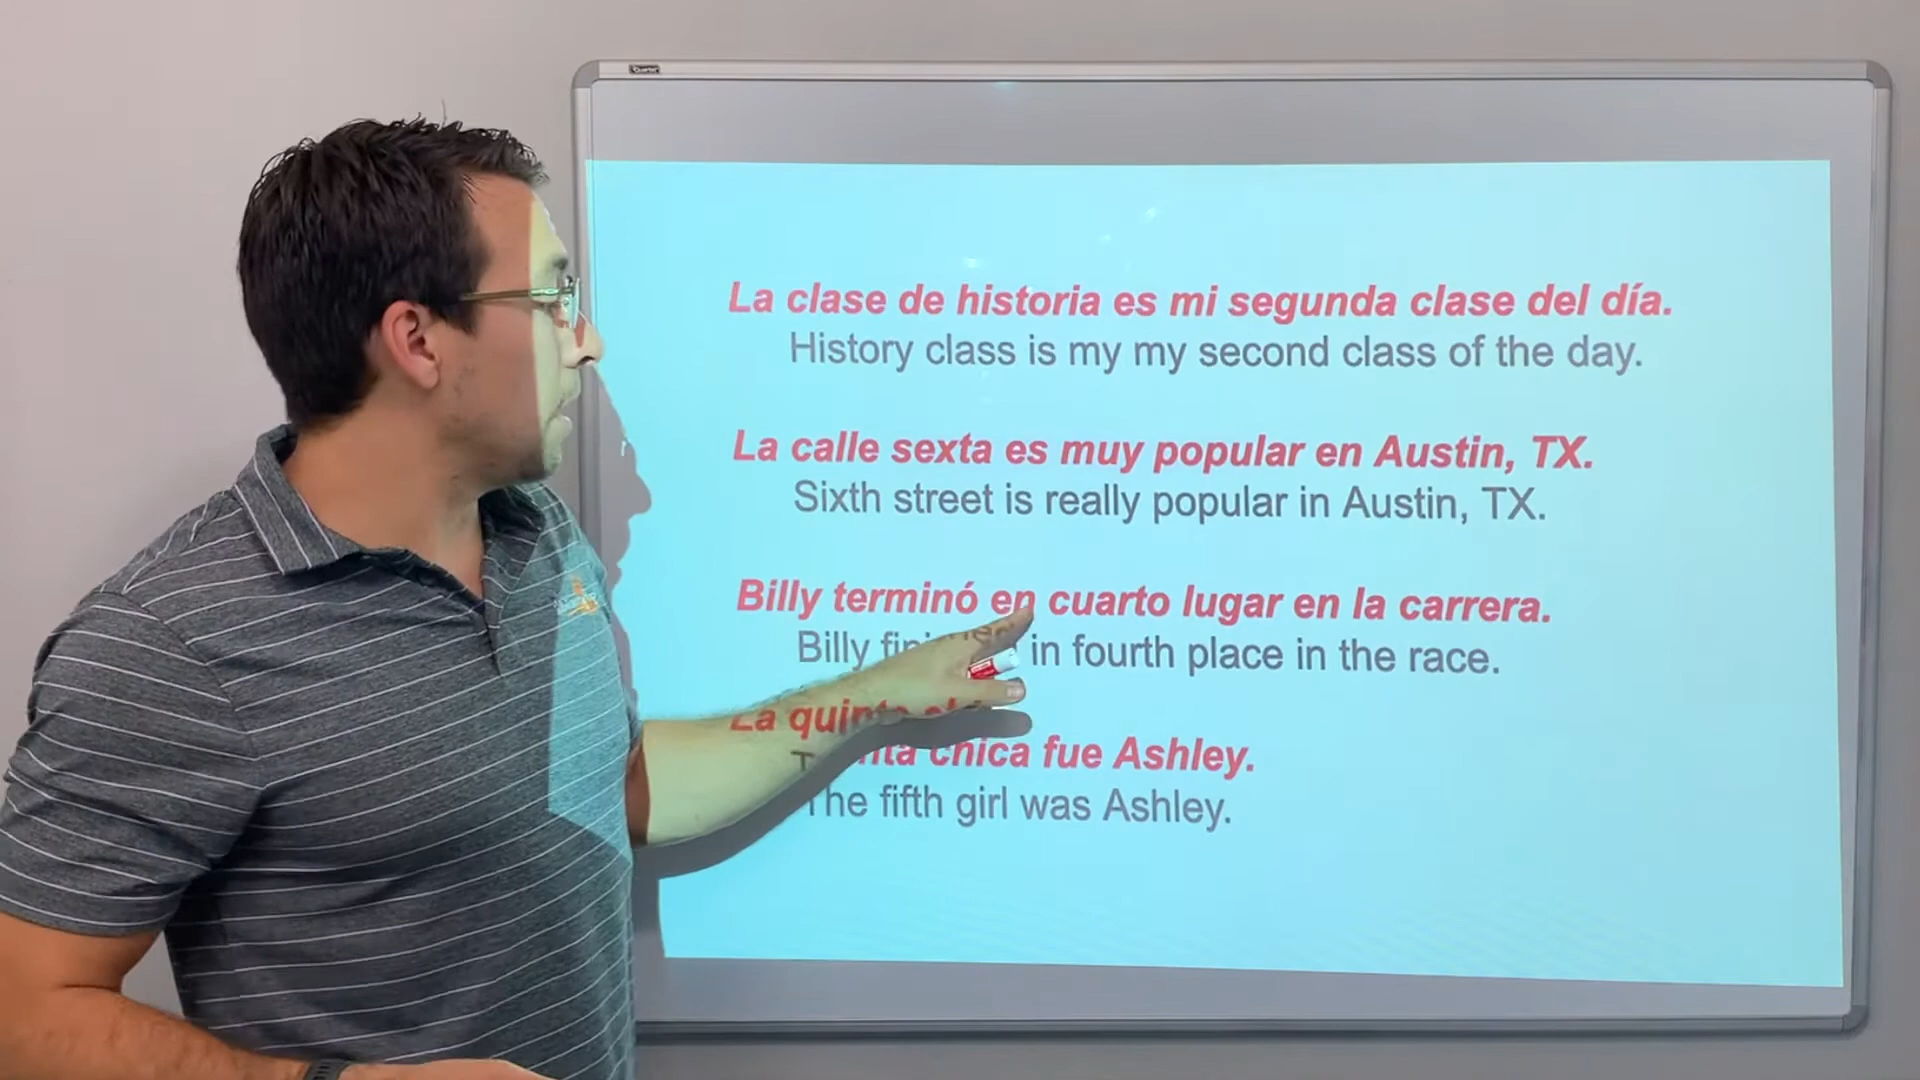 Quartet
La clase de historia es mi segunda clase del día.
History class is my my second class of the day.
La calle sexta es muy popular en Austin, TX.
Sixth street is really popular in Austin, TX.
Billy terminó en cuarto lugar en la carrera.
Billy in fourth place in the race.
La
chica fue Ashley.
The fifth girl was Ashley.